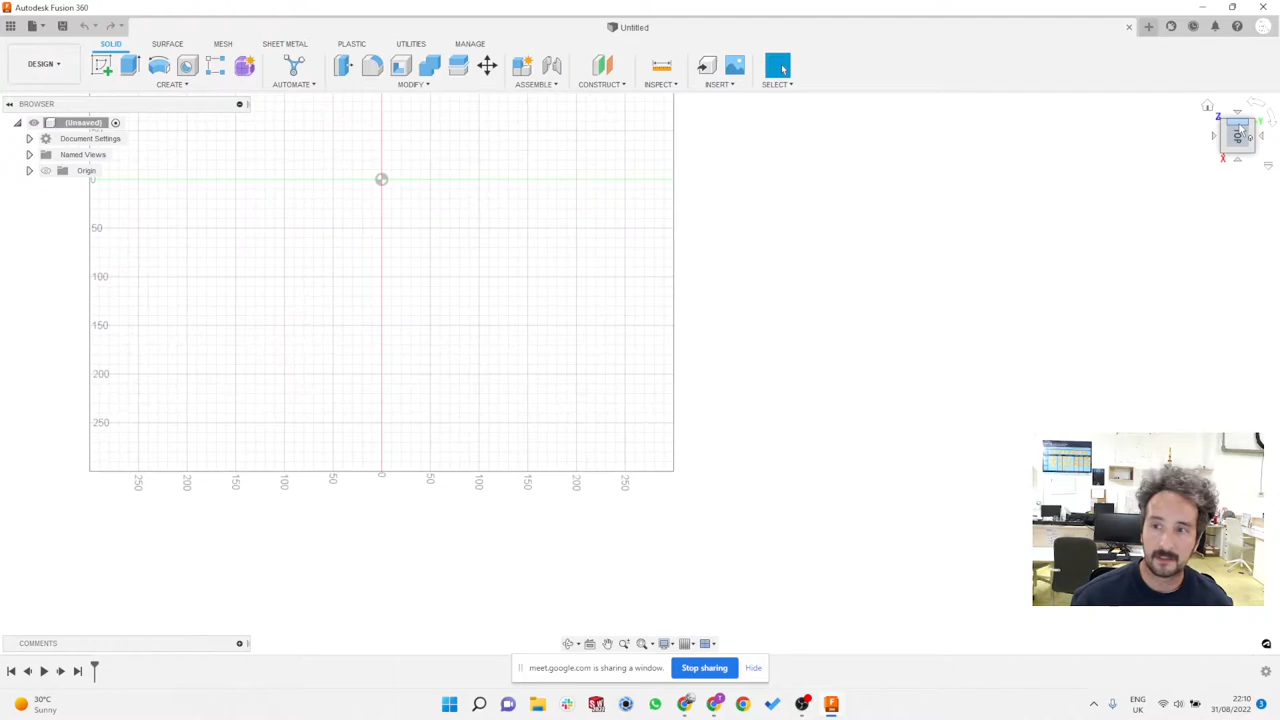 Autodesk Fusion 360
Untitled
DESIGN
SOLID
SURFACE
MESH
SHEET METAL
PLASTIC
UTILITIES
MANAGE
CREATE
AUTOMATE
MODIFY
ASSEMBLE
CONSTRUCT
INSPECT
INSERT
SELECT
BROWSER
(Unsaved)
Document Settings
Named Views
Origin
Z
Y
TOP
X
0
50
100
150
200
250
250
200
150
100
50
0
50
100
150
200
250
COMMENTS
meet.google.com is sharing a window.
Stop sharing
Hide
30°C
Sunny
ENG
UK
22:10
31/08/2022
3